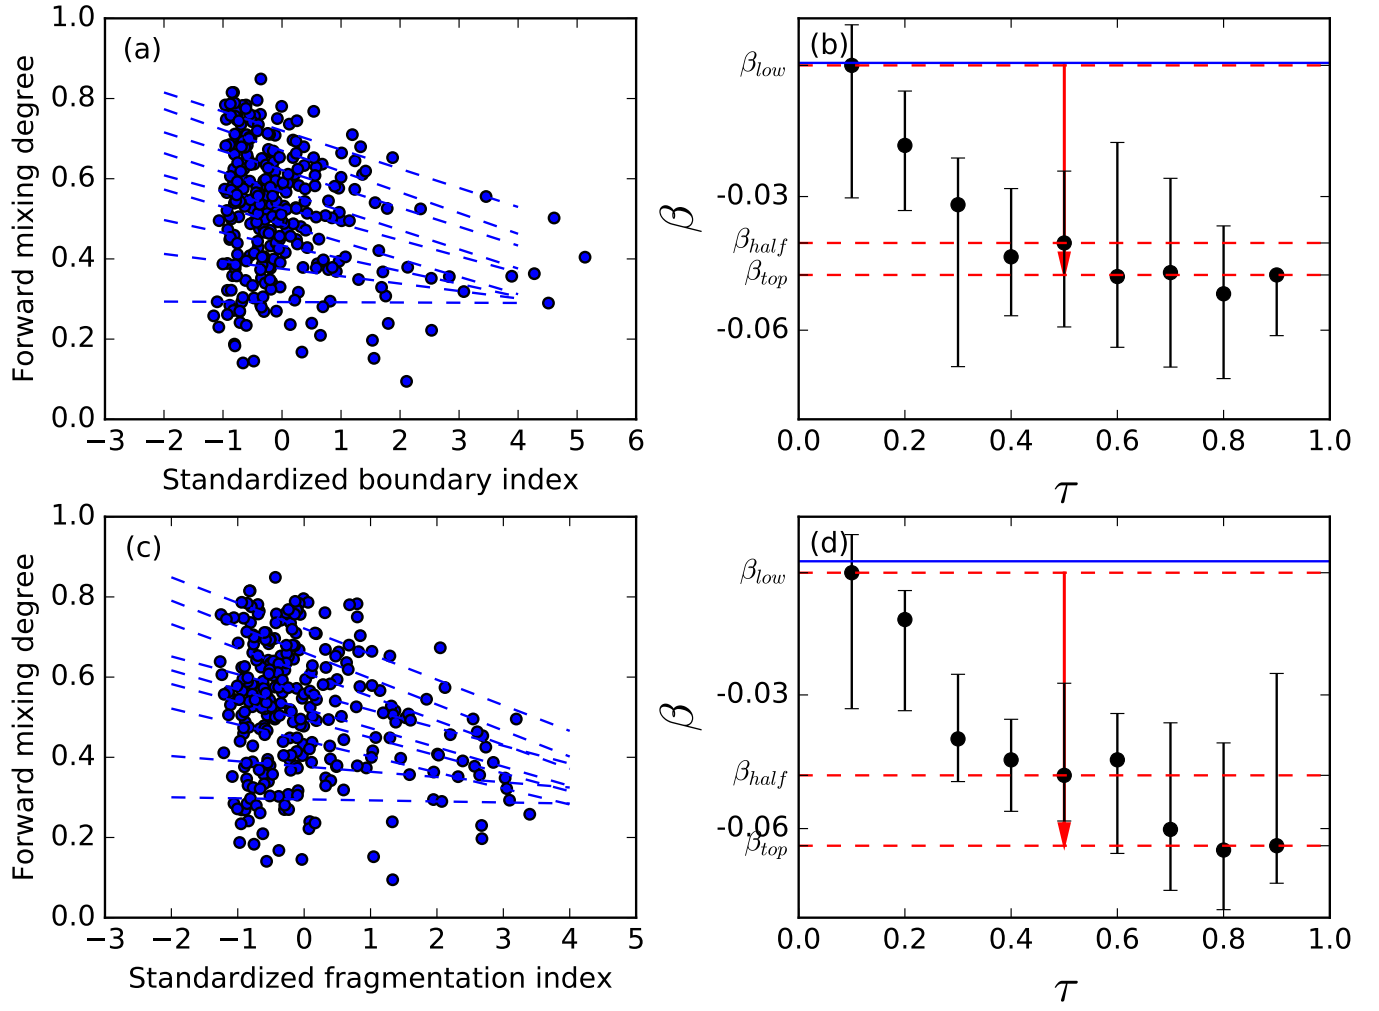 (a)
Forward mixing degree
1.0
0.8
0.6
0.4
0.2
0.0
−3 −2 −1 0 1 2 3 4 5 6
Standardized boundary index
(b)
β
β_low
-0.03
β_half
β_top
-0.06
0.0 0.2 0.4 0.6 0.8 1.0
τ
(c)
Forward mixing degree
1.0
0.8
0.6
0.4
0.2
0.0
−3 −2 −1 0 1 2 3 4 5
Standardized fragmentation index
(d)
β
β_low
-0.03
β_half
-0.06
β_top
0.0 0.2 0.4 0.6 0.8 1.0
τ